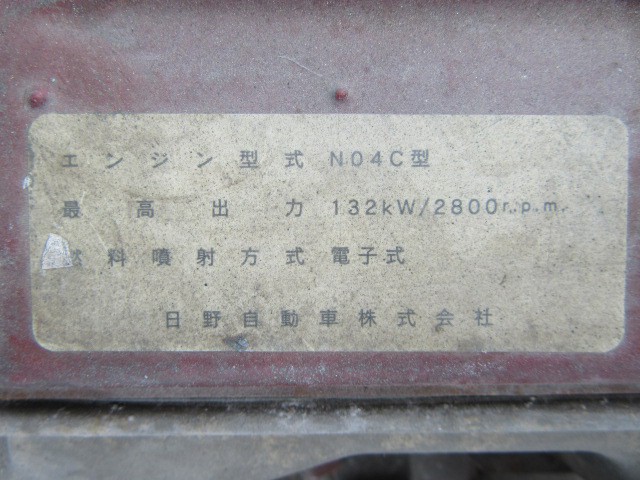 エンジン型式 N04C型
最高出力 132kW/2800r.p.m.
燃料噴射方式 電子式
日野自動車株式会社